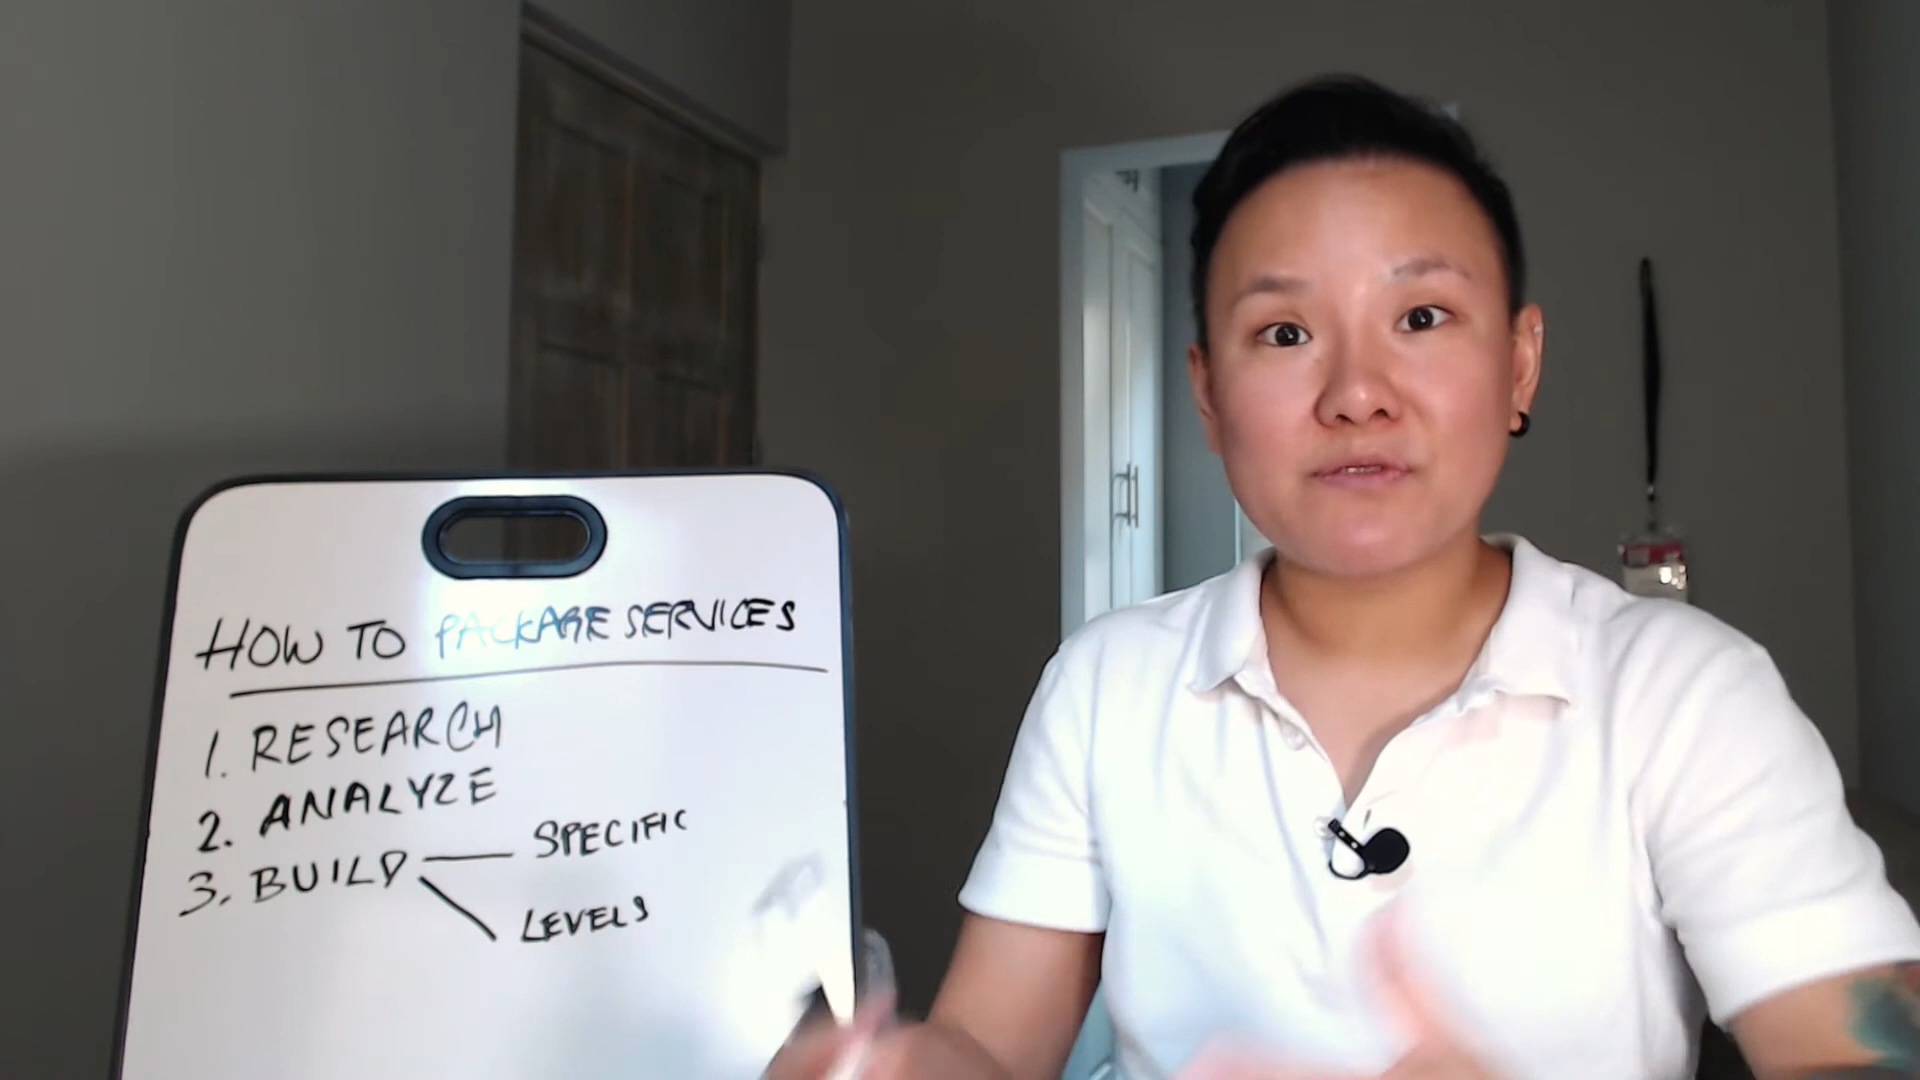 HOW TO PACKAGE SERVICES
1. RESEARCH
2. ANALYZE
3. BUILD — SPECIFIC
LEVELS